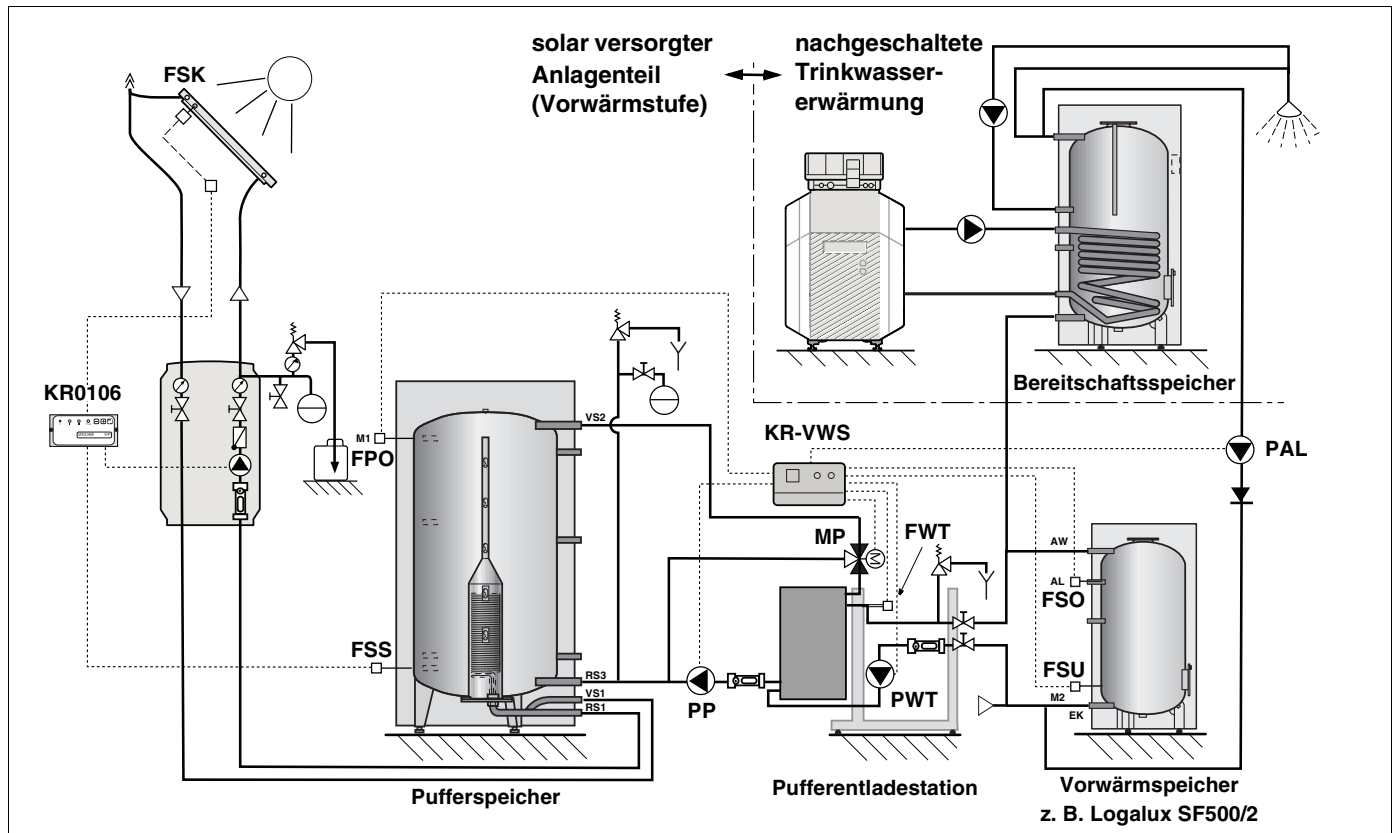 solar versorgter
Anlagenteil
(Vorwärmstufe)
nachgeschaltete
Trinkwasser-
erwärmung
FSK
KR0106
Bereitschaftsspeicher
M1
FPO
VS2
KR-VWS
PAL
MP
FWT
AW
AL
FSO
FSS
FSU
RS3
VS1
RS1
PP
PWT
M2
EK
M
Pufferspeicher
Pufferentladestation
Vorwärmspeicher
z. B. Logalux SF500/2